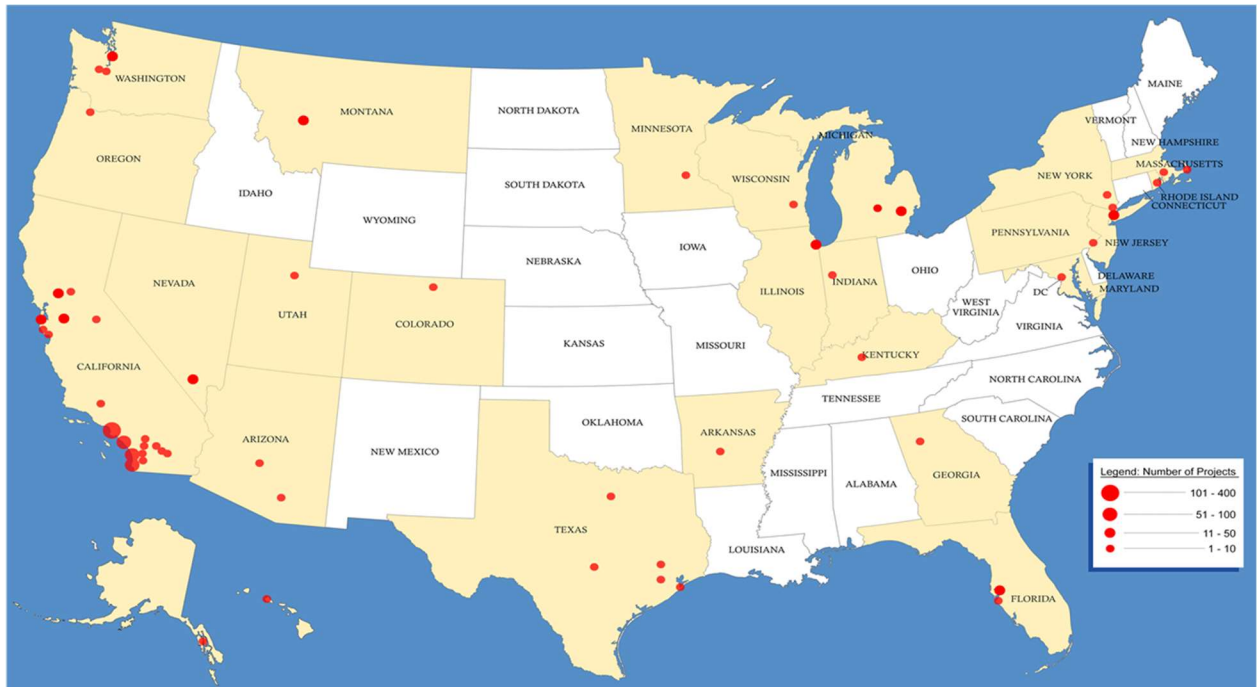 MAINE
WASHINGTON
MONTANA
NORTH DAKOTA
MINNESOTA
VERMONT
MICHIGAN
NEW HAMPSHIRE
OREGON
MASSACHUSETTS
NEW YORK
WISCONSIN
SOUTH DAKOTA
IDAHO
RHODE ISLAND
CONNECTICUT
WYOMING
PENNSYLVANIA
NEW JERSEY
IOWA
NEBRASKA
OHIO
DELAWARE
NEVADA
INDIANA
MARYLAND
ILLINOIS
DC
UTAH
WEST
VIRGINIA
COLORADO
VIRGINIA
KANSAS
MISSOURI
KENTUCKY
CALIFORNIA
NORTH CAROLINA
TENNESSEE
SOUTH CAROLINA
OKLAHOMA
ARKANSAS
ARIZONA
NEW MEXICO
MISSISSIPPI
GEORGIA
ALABAMA
Legend: Number of Projects
101 - 400
51 - 100
11 - 50
1 - 10
TEXAS
LOUISIANA
FLORIDA